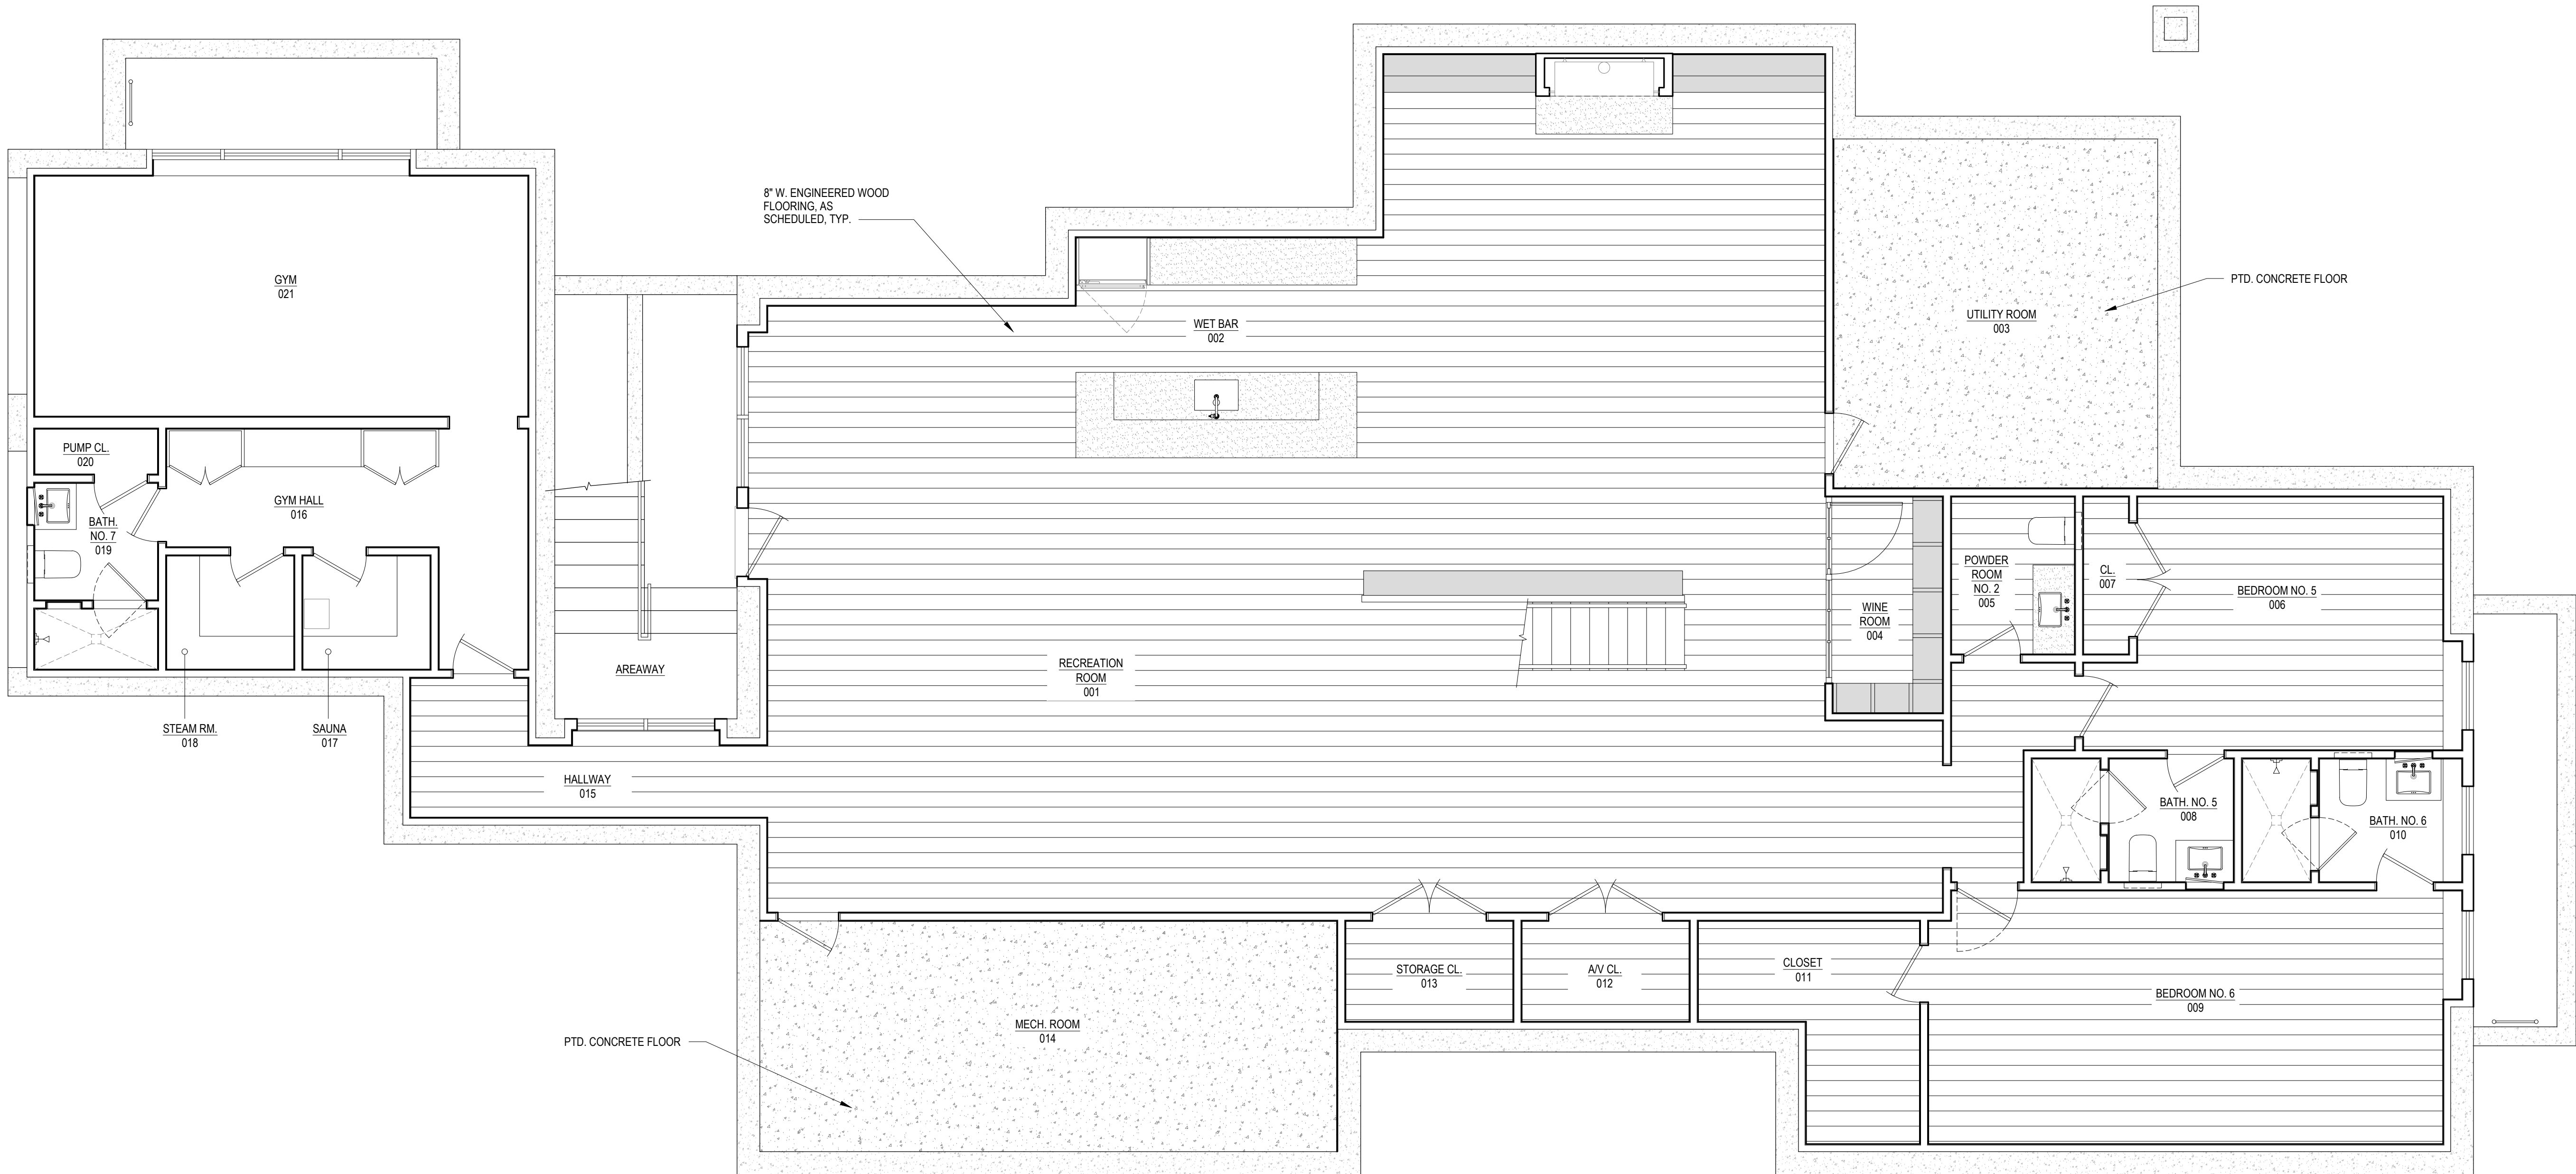 8" W. ENGINEERED WOOD
FLOORING, AS
SCHEDULED, TYP.
GYM
021
PTD. CONCRETE FLOOR
UTILITY ROOM
003
WET BAR
002
PUMP CL.
020
GYM HALL
016
BATH.
NO. 7
019
POWDER
ROOM
NO. 2
005
CL.
007
BEDROOM NO. 5
006
WINE
ROOM
004
RECREATION
ROOM
001
AREAWAY
STEAM RM.
018
SAUNA
017
HALLWAY
015
BATH. NO. 5
008
BATH. NO. 6
010
STORAGE CL.
013
A/V CL.
012
CLOSET
011
BEDROOM NO. 6
009
MECH. ROOM
014
PTD. CONCRETE FLOOR